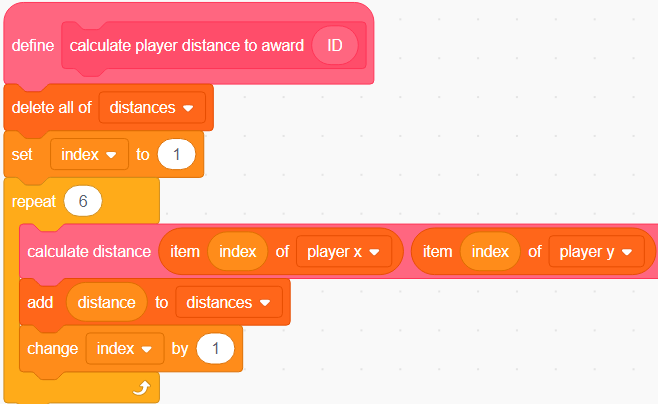 define calculate player distance to award ID
delete all of distances
set index to 1
repeat 6
calculate distance item index of player x item index of player y
add distance to distances
change index by 1